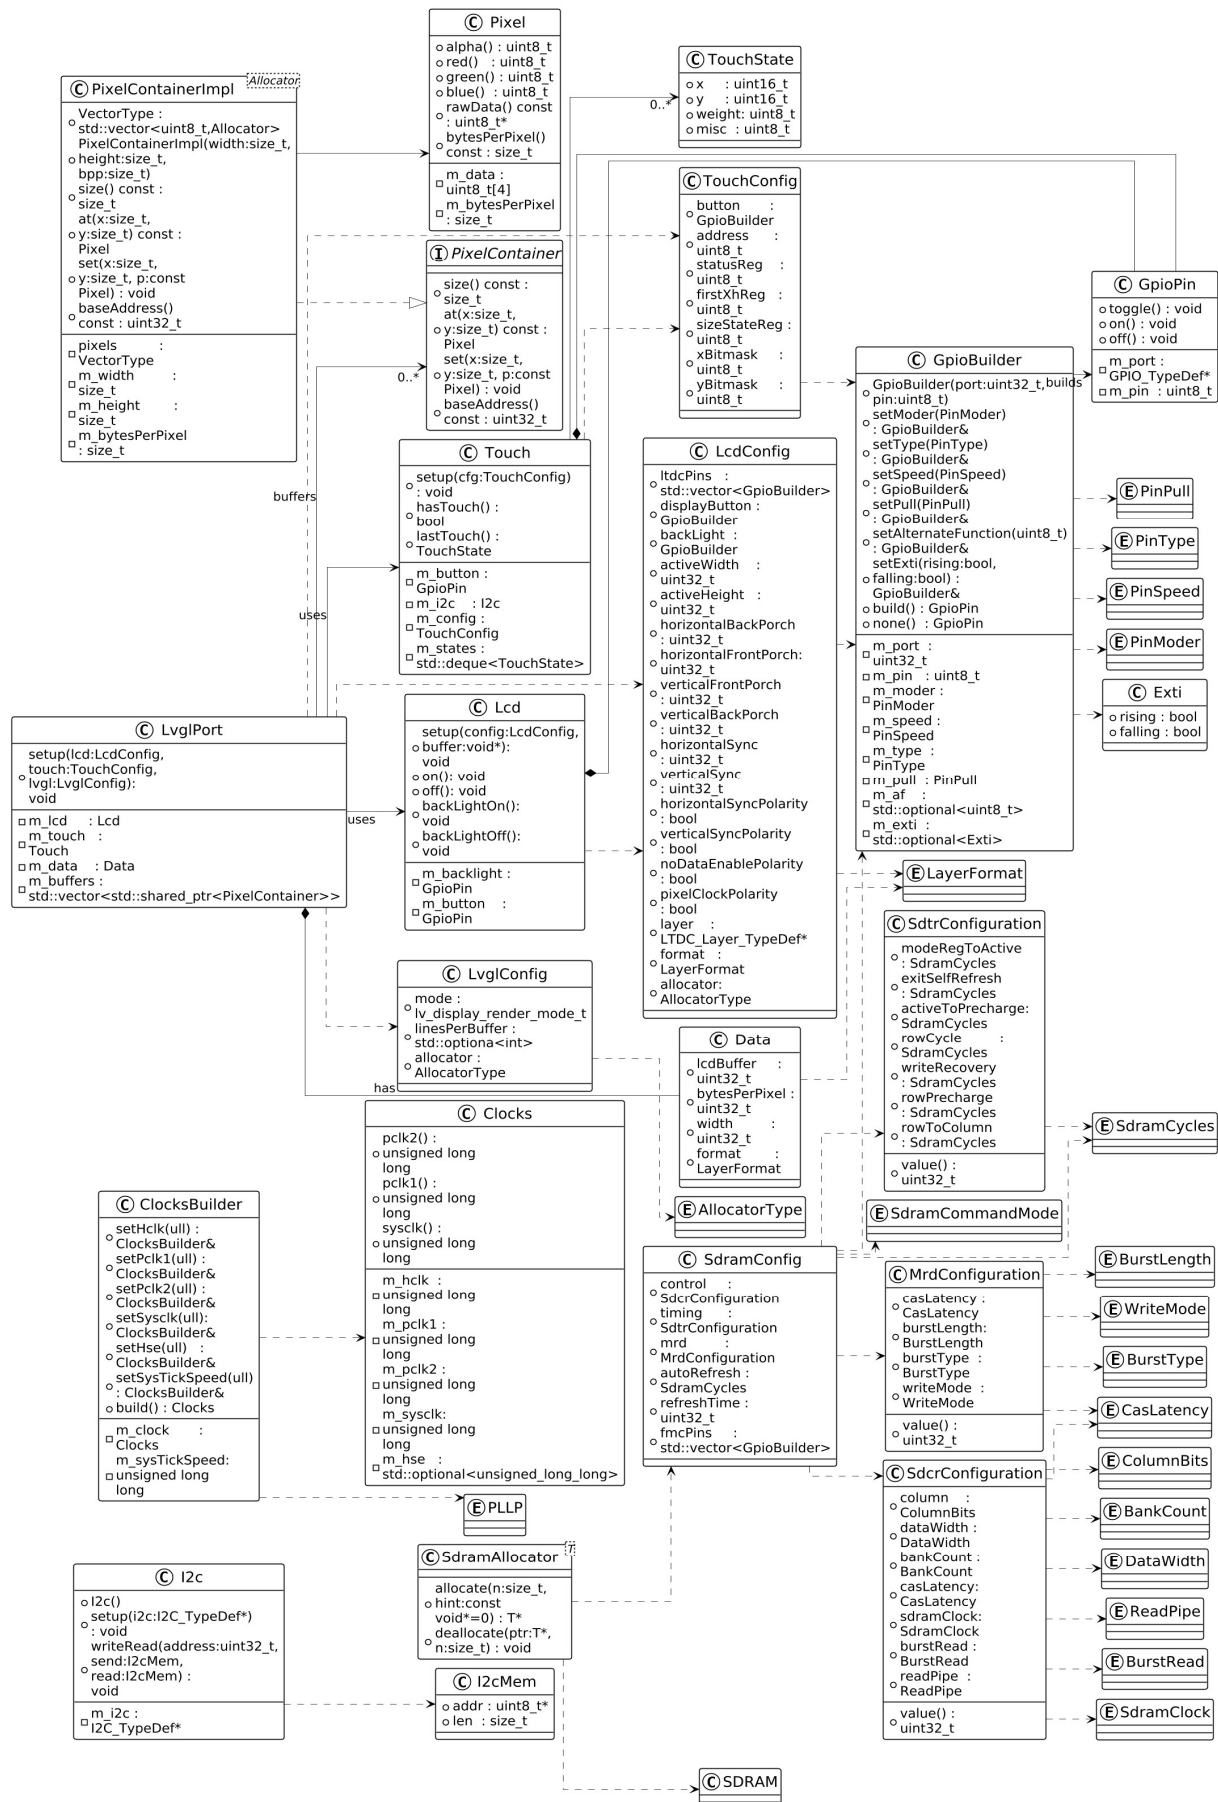 C Pixel
alpha() : uint8_t
red()   : uint8_t
green() : uint8_t
blue()  : uint8_t
rawData() const
: uint8_t*
bytesPerPixel()
const : size_t
m_data :
uint8_t[4]
m_bytesPerPixel
: size_t
C TouchState
x     : uint16_t
y     : uint16_t
weight: uint8_t
misc  : uint8_t
0..*
C PixelContainerImpl
Allocator
VectorType :
std::vector<uint8_t,Allocator>
PixelContainerImpl(width:size_t,
height:size_t,
bpp:size_t)
size() const :
size_t
at(x:size_t,
y:size_t) const :
Pixel
set(x:size_t,
y:size_t, p:const
Pixel) : void
baseAddress()
const : uint32_t
pixels          :
VectorType
m_width         :
size_t
m_height        :
size_t
m_bytesPerPixel
: size_t
C TouchConfig
button       :
GpioBuilder
address      :
uint8_t
statusReg    :
uint8_t
firstXhReg   :
uint8_t
sizeStateReg :
uint8_t
xBitmask     :
uint8_t
yBitmask     :
uint8_t
I PixelContainer
size() const :
size_t
at(x:size_t,
y:size_t) const :
Pixel
set(x:size_t,
y:size_t, p:const
Pixel) : void
baseAddress()
const : uint32_t
0..*
C GpioPin
toggle() : void
on() : void
off() : void
m_port :
GPIO_TypeDef*
m_pin  : uint8_t
C GpioBuilder
GpioBuilder(port:uint32_t,
pin:uint8_t)
setModer(PinModer)
: GpioBuilder&
setType(PinType)
: GpioBuilder&
setSpeed(PinSpeed)
: GpioBuilder&
setPull(PinPull)
: GpioBuilder&
setAlternateFunction(uint8_t)
: GpioBuilder&
setExti(rising:bool,
falling:bool) :
GpioBuilder&
build() : GpioPin
none()  : GpioPin
m_port  :
uint32_t
m_pin   : uint8_t
m_moder :
PinModer
m_speed :
PinSpeed
m_type  :
PinType
m_pull : PinPull
m_af    :
std::optional<uint8_t>
m_exti  :
std::optional<Exti>
builds
C Touch
setup(cfg:TouchConfig)
: void
hasTouch() :
bool
lastTouch() :
TouchState
m_button :
GpioPin
m_i2c    : I2c
m_config :
TouchConfig
m_states :
std::deque<TouchState>
C LcdConfig
ltdcPins   :
std::vector<GpioBuilder>
displayButton :
GpioBuilder
backLight  :
GpioBuilder
activeWidth    :
uint32_t
activeHeight   :
uint32_t
horizontalBackPorch
: uint32_t
horizontalFrontPorch:
uint32_t
verticalFrontPorch
: uint32_t
verticalBackPorch
: uint32_t
horizontalSync
: uint32_t
verticalSync
: uint32_t
horizontalSyncPolarity
: bool
verticalSyncPolarity
: bool
noDataEnablePolarity
: bool
pixelClockPolarity
: bool
layer    :
LTDC_Layer_TypeDef*
format   :
LayerFormat
allocator:
AllocatorType
E PinPull
E PinType
E PinSpeed
E PinModer
C Exti
rising : bool
falling : bool
buffers
uses
C Lcd
setup(config:LcdConfig,
buffer:void*):
void
on(): void
off(): void
backLightOn():
void
backLightOff():
void
m_backlight :
GpioPin
m_button    :
GpioPin
C LvglPort
setup(lcd:LcdConfig,
touch:TouchConfig,
lvgl:LvglConfig):
void
m_lcd     : Lcd
m_touch   :
Touch
m_data    : Data
m_buffers :
std::vector<std::shared_ptr<PixelContainer>>
uses
E LayerFormat
C SdtrConfiguration
modeRegToActive
: SdramCycles
exitSelfRefresh
: SdramCycles
activeToPrecharge:
SdramCycles
rowCycle         :
SdramCycles
writeRecovery
: SdramCycles
rowPrecharge
: SdramCycles
rowToColumn
: SdramCycles
value() :
uint32_t
C LvglConfig
mode :
lv_display_render_mode_t
linesPerBuffer :
std::optiona<int>
allocator :
AllocatorType
has
C Data
lcdBuffer     :
uint32_t
bytesPerPixel :
uint32_t
width         :
uint32_t
format        :
LayerFormat
C Clocks
pclk2() :
unsigned long
long
pclk1() :
unsigned long
long
sysclk() :
unsigned long
long
m_hclk  :
unsigned long
long
m_pclk1 :
unsigned long
long
m_pclk2 :
unsigned long
long
m_sysclk:
unsigned long
long
m_hse   :
std::optional<unsigned_long_long>
E SdramCycles
C ClocksBuilder
setHclk(ull) :
ClocksBuilder&
setPclk1(ull) :
ClocksBuilder&
setPclk2(ull) :
ClocksBuilder&
setSysclk(ull):
ClocksBuilder&
setHse(ull)   :
ClocksBuilder&
setSysTickSpeed(ull)
: ClocksBuilder&
build() : Clocks
m_clock       :
Clocks
m_sysTickSpeed:
unsigned long
long
E AllocatorType
E SdramCommandMode
C SdramConfig
control     :
SdcrConfiguration
timing      :
SdtrConfiguration
mrd         :
MrdConfiguration
autoRefresh :
SdramCycles
refreshTime :
uint32_t
fmcPins     :
std::vector<GpioBuilder>
C MrdConfiguration
casLatency :
CasLatency
burstLength:
BurstLength
burstType  :
BurstType
writeMode  :
WriteMode
value() :
uint32_t
E BurstLength
E WriteMode
E BurstType
E CasLatency
E ColumnBits
E BankCount
E DataWidth
E ReadPipe
E BurstRead
E SdramClock
C SdcrConfiguration
column    :
ColumnBits
dataWidth :
DataWidth
bankCount :
BankCount
casLatency:
CasLatency
sdramClock:
SdramClock
burstRead :
BurstRead
readPipe  :
ReadPipe
value() :
uint32_t
E PLLP
C SdramAllocator
T
allocate(n:size_t,
hint:const
void*=0) : T*
deallocate(ptr:T*,
n:size_t) : void
C I2c
I2c()
setup(i2c:I2C_TypeDef*)
: void
writeRead(address:uint32_t,
send:I2cMem,
read:I2cMem) :
void
m_i2c :
I2C_TypeDef*
C I2cMem
addr : uint8_t*
len  : size_t
C SDRAM